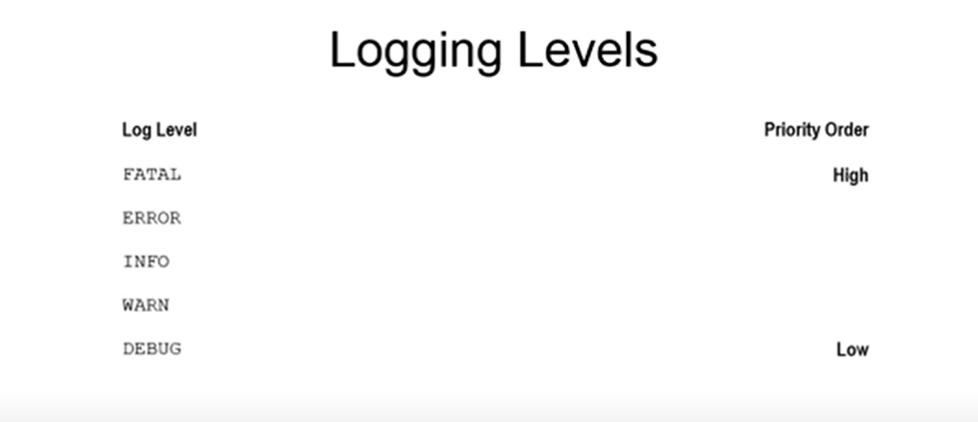 Logging Levels
Log Level Priority Order
FATAL High
ERROR
INFO
WARN
DEBUG Low